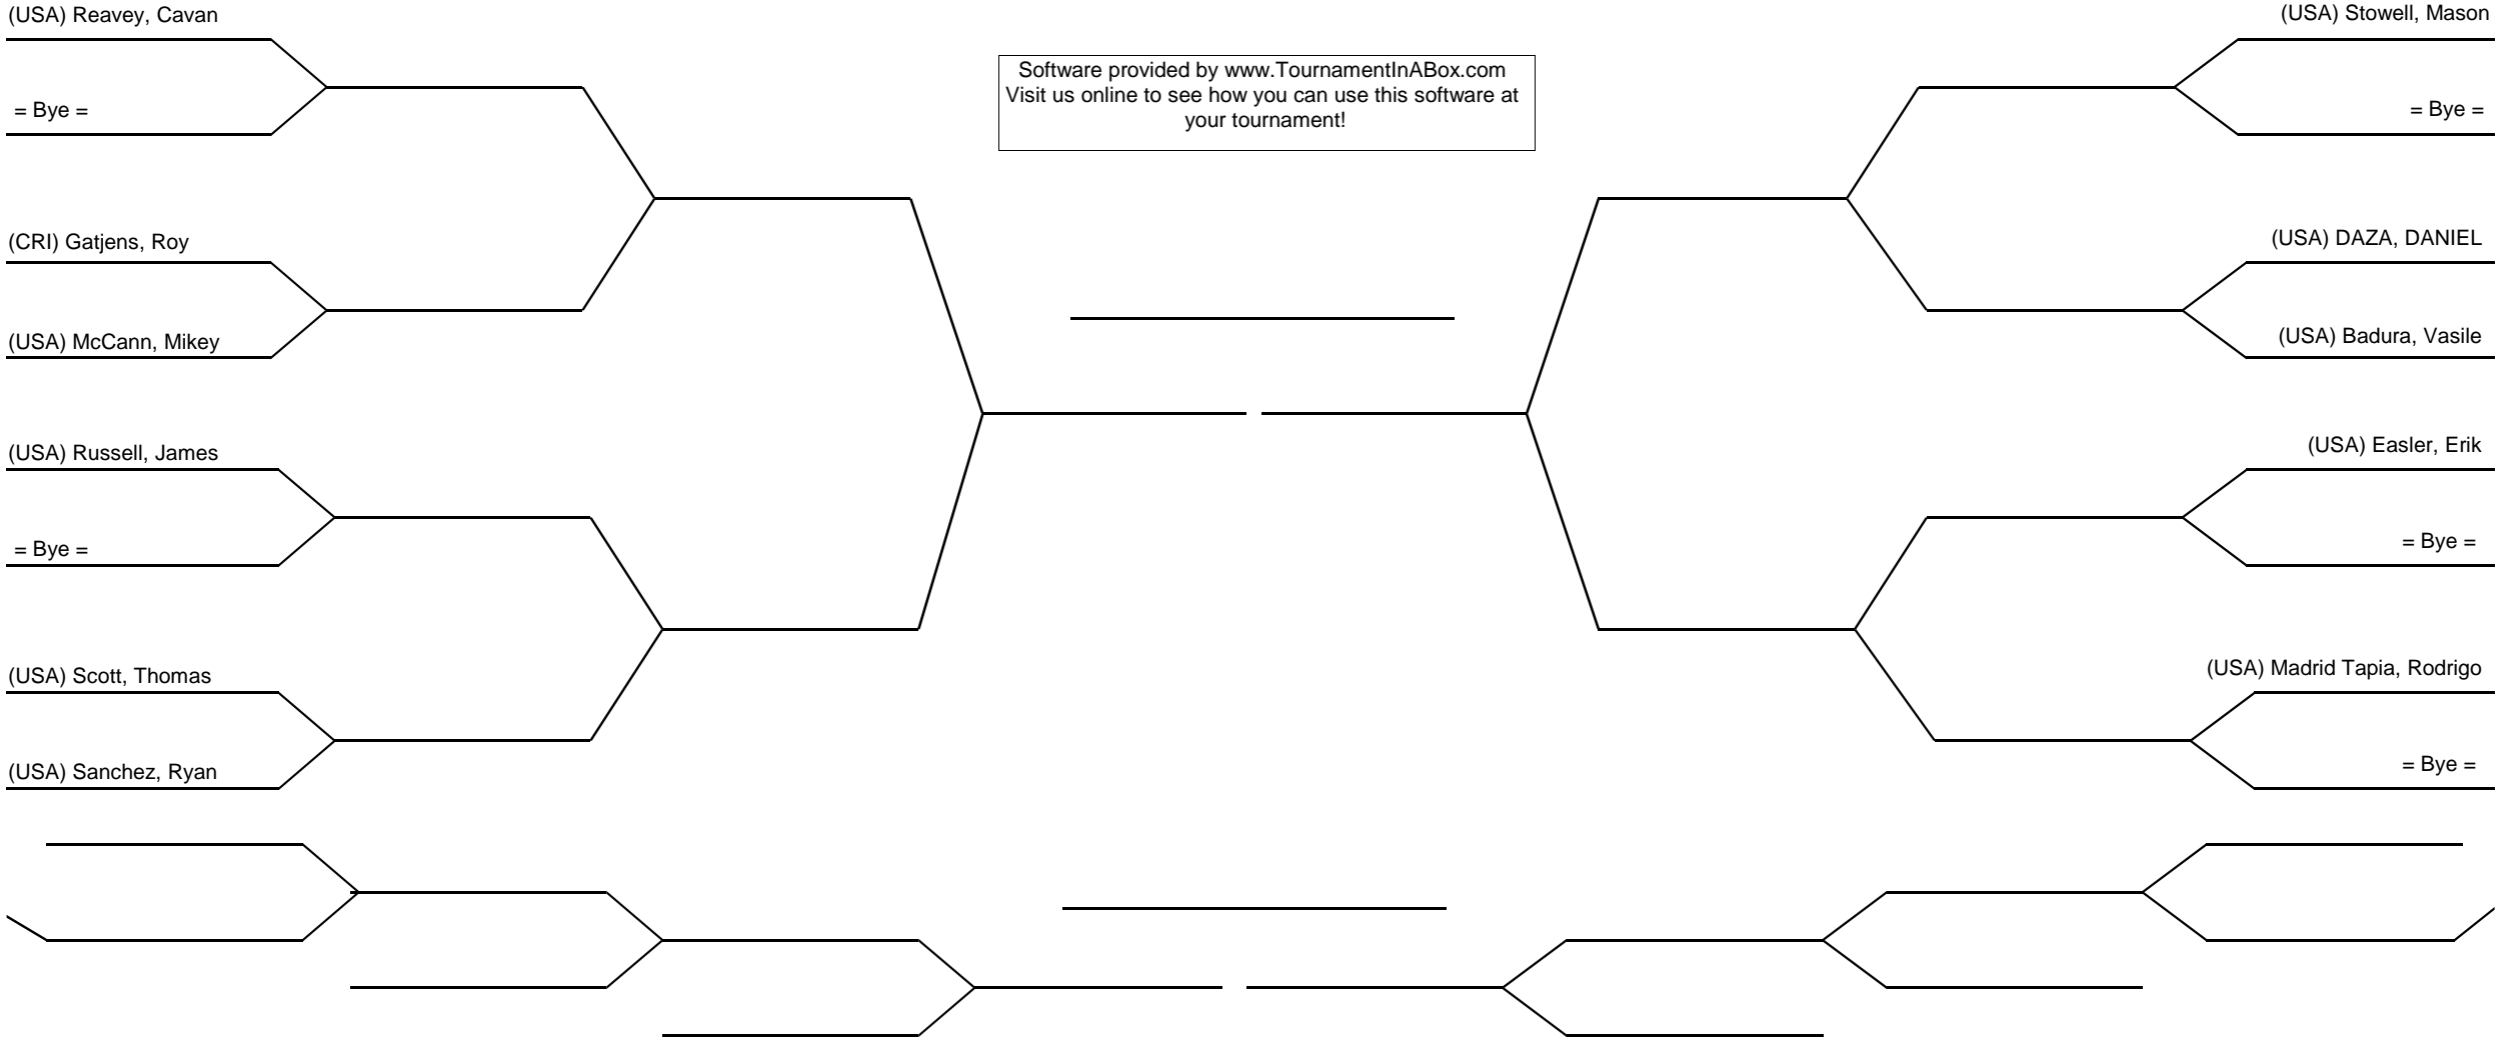 (USA) Reavey, Cavan
= Bye =
(CRI) Gatjens, Roy
(USA) McCann, Mikey
(USA) Russell, James
= Bye =
(USA) Scott, Thomas
(USA) Sanchez, Ryan
Software provided by www.TournamentInABox.com
Visit us online to see how you can use this software at
your tournament!
(USA) Stowell, Mason
= Bye =
(USA) DAZA, DANIEL
(USA) Badura, Vasile
(USA) Easler, Erik
= Bye =
(USA) Madrid Tapia, Rodrigo
= Bye =